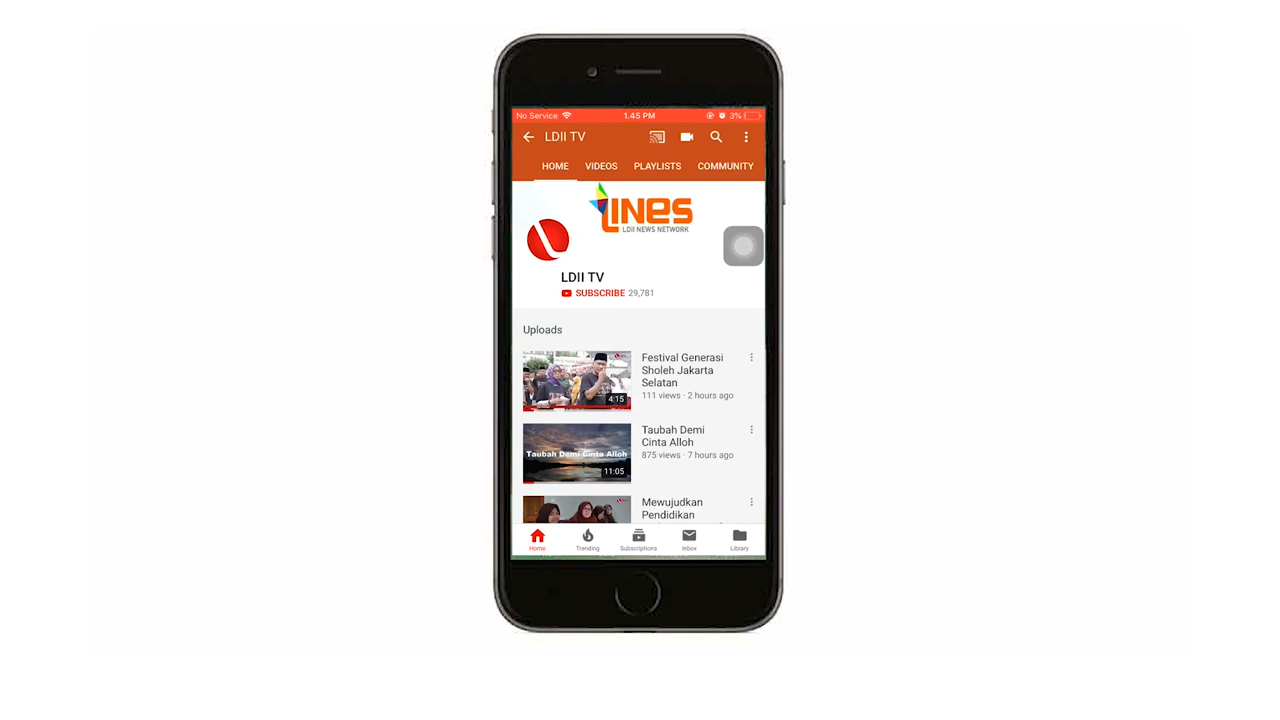 No Service 1.45 PM 3%
LDII TV
HOME VIDEOS PLAYLISTS COMMUNITY
LINES
LDII NEWS NETWORK
LDII TV
SUBSCRIBE 29,781
Uploads
Festival Generasi
Sholeh Jakarta
Selatan
111 views · 2 hours ago
4:15
Taubah Demi
Cinta Alloh
875 views · 7 hours ago
Taubah Demi Cinta Alloh
11:05
Mewujudkan
Pendidikan
Home Trending Subscriptions Inbox Library